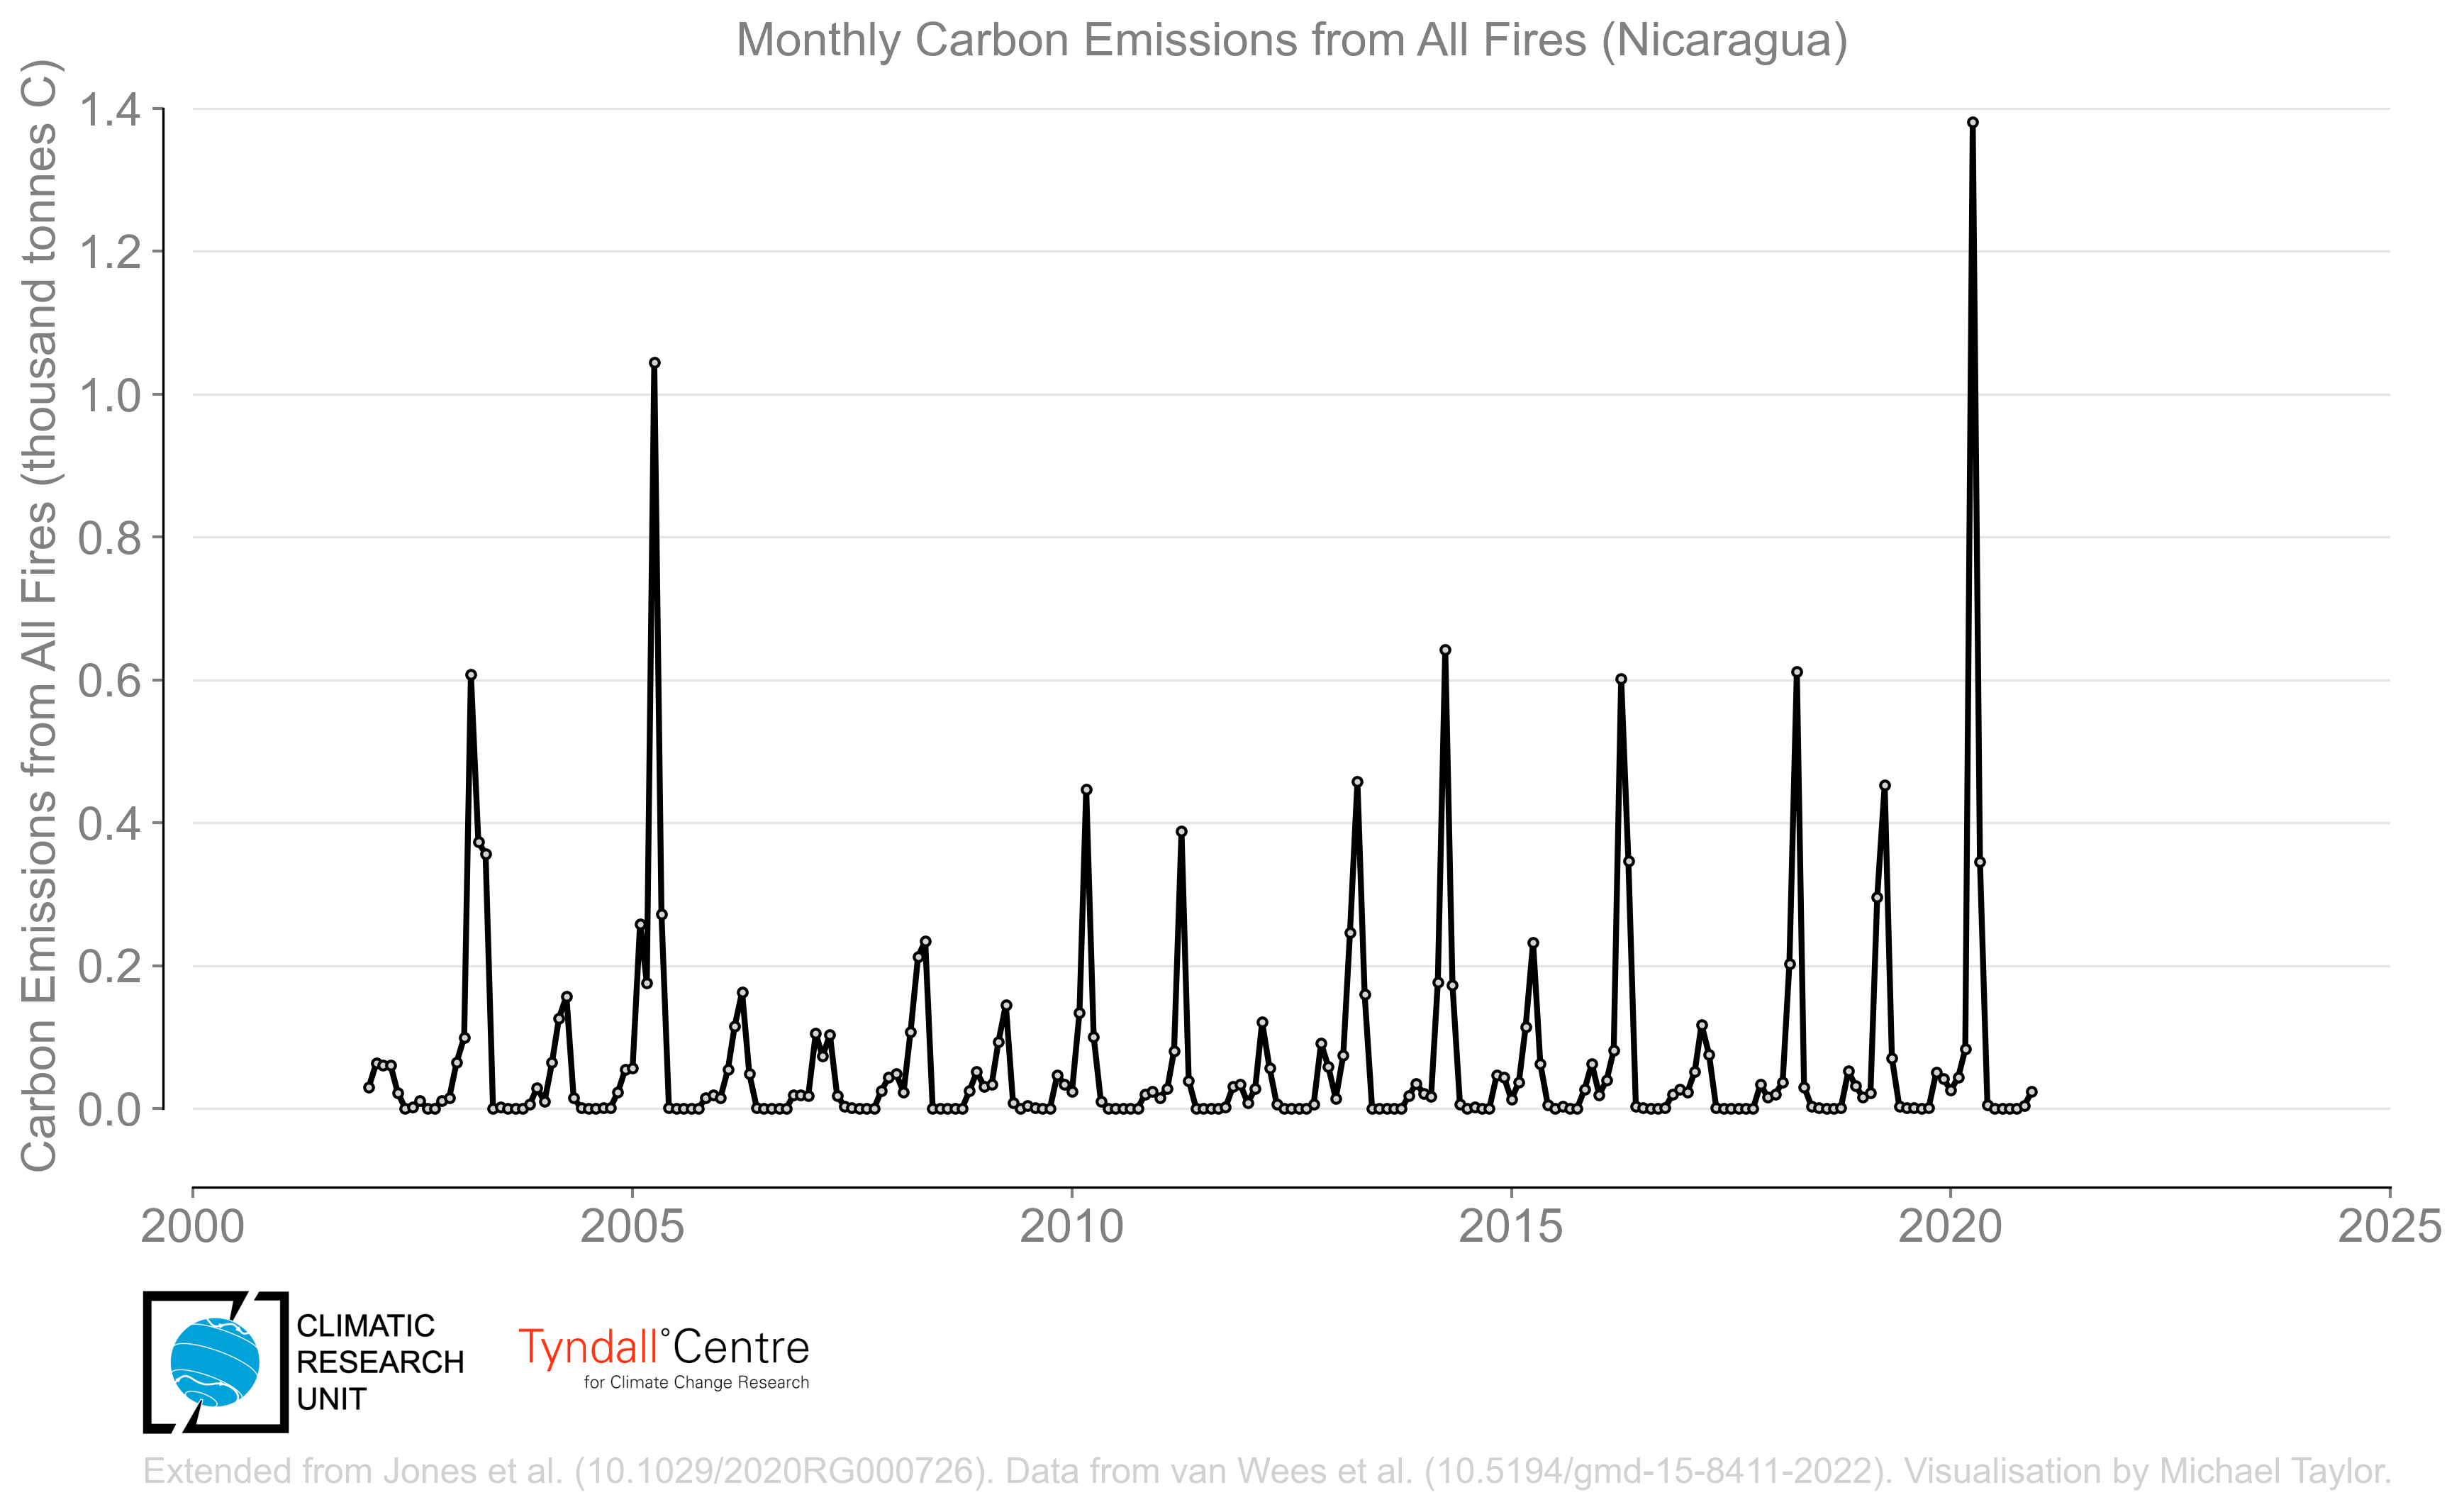 Monthly Carbon Emissions from All Fires (Nicaragua)
Carbon Emissions from All Fires (thousand tonnes C)
1.4
1.2
1.0
0.8
0.6
0.4
0.2
0.0
2000 2005 2010 2015 2020 2025
CLIMATIC
RESEARCH
UNIT
Tyndall°Centre
for Climate Change Research
Extended from Jones et al. (10.1029/2020RG000726). Data from van Wees et al. (10.5194/gmd-15-8411-2022). Visualisation by Michael Taylor.